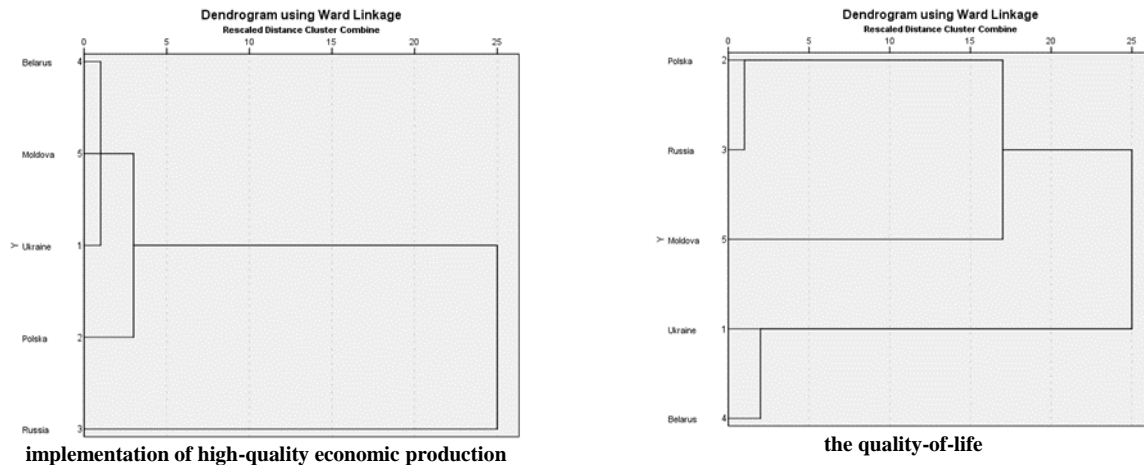 Dendrogram using Ward Linkage
Rescaled Distance Cluster Combine
0 5 10 15 20 25
Belarus 4
Moldova 5
Y Ukraine 1
Polska 2
Russia 3
implementation of high-quality economic production
Dendrogram using Ward Linkage
Rescaled Distance Cluster Combine
0 5 10 15 20 25
Polska 2
Russia 3
Y Moldova 5
Ukraine 1
Belarus 4
the quality-of-life